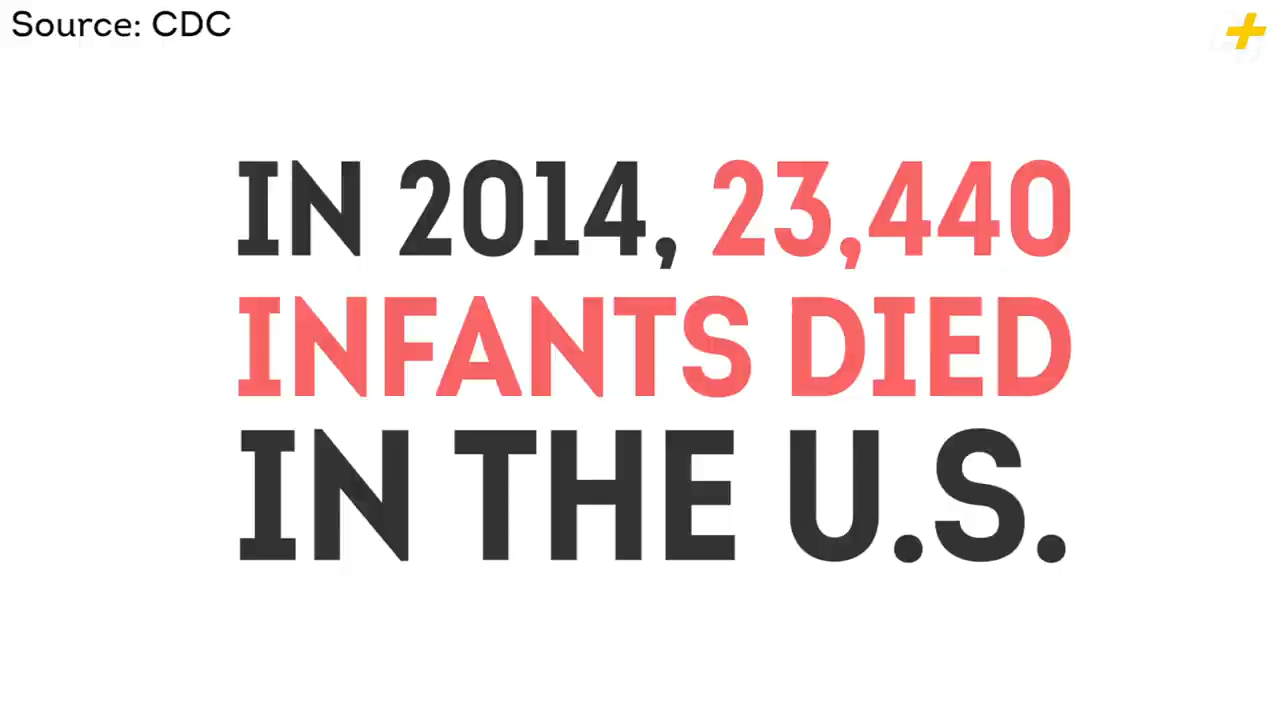 Source: CDC
IN 2014, 23,440
INFANTS DIED
IN THE U.S.